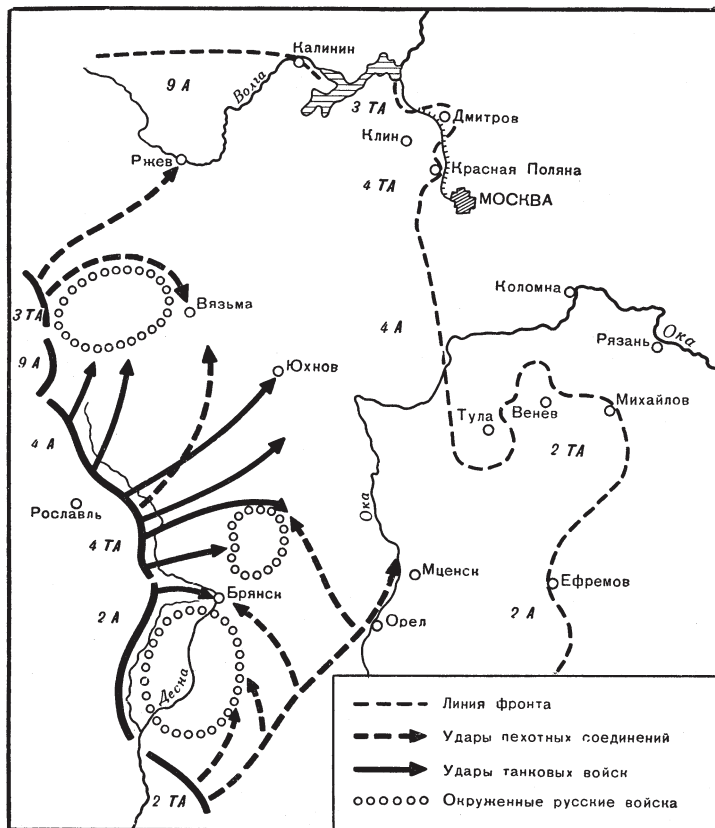 Калинин
9 А
Волга
3 ТА
Дмитров
Клин
Ржев
Красная Поляна
4 ТА
МОСКВА
Коломна
3 ТА
Вязьма
4 А
Рязань
Ока
9 А
Юхнов
Михайлов
Тула
Венев
4 А
2 ТА
Рославль
Ока
4 ТА
Мценск
Ефремов
Брянск
2 А
2 А
Орел
Десна
2 ТА
Линия фронта
Удары пехотных соединений
Удары танковых войск
Окруженные русские войска